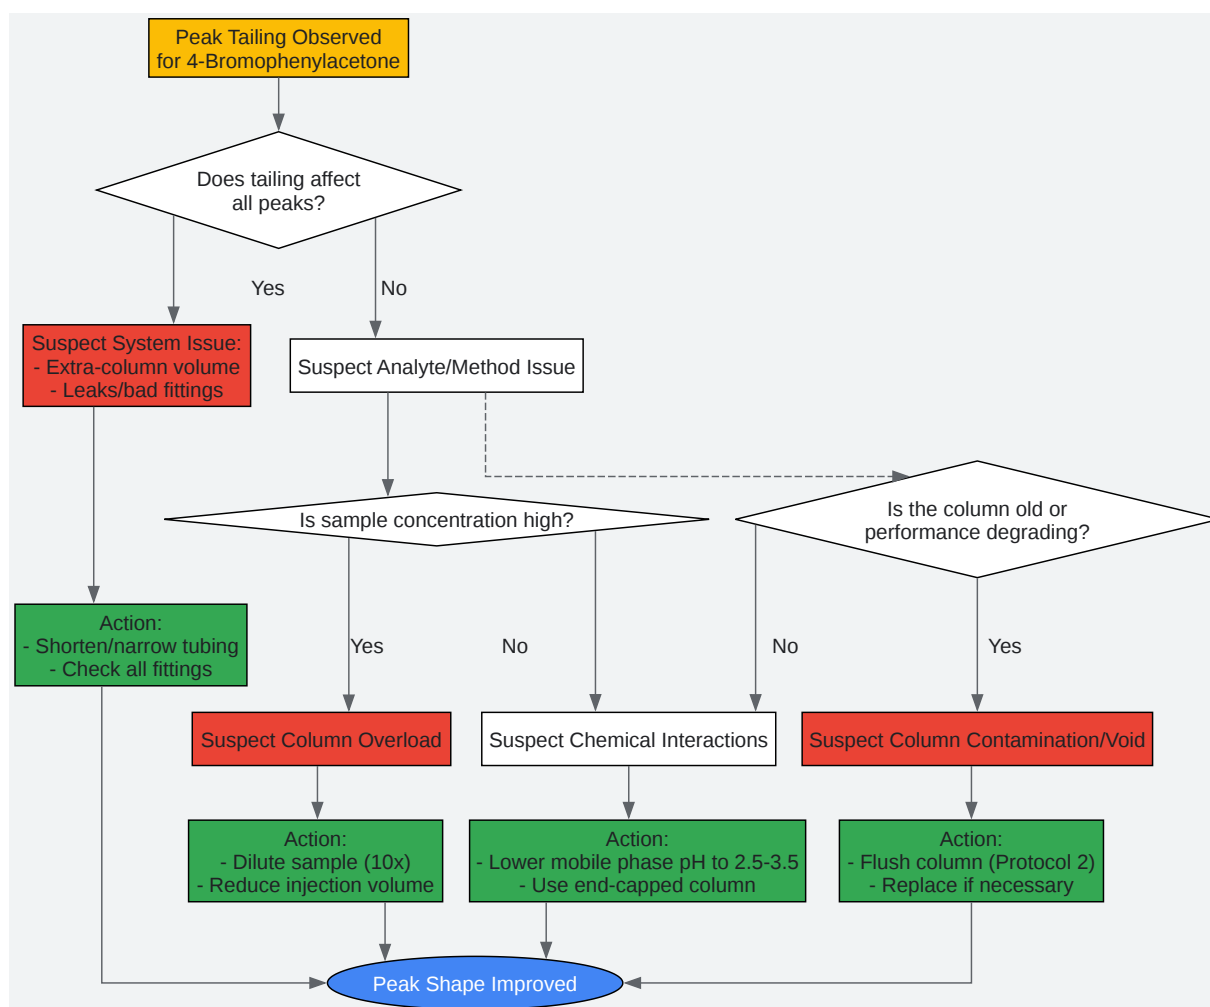 Peak Tailing Observed
for 4-Bromophenylacetone
Does tailing affect
all peaks?
Yes
No
Suspect System Issue:
- Extra-column volume
- Leaks/bad fittings
Suspect Analyte/Method Issue
Is sample concentration high?
Is the column old or
performance degrading?
Action:
- Shorten/narrow tubing
- Check all fittings
Yes
No
No
Yes
Suspect Column Overload
Suspect Chemical Interactions
Suspect Column Contamination/Void
Action:
- Dilute sample (10x)
- Reduce injection volume
Action:
- Lower mobile phase pH to 2.5-3.5
- Use end-capped column
Action:
- Flush column (Protocol 2)
- Replace if necessary
Peak Shape Improved